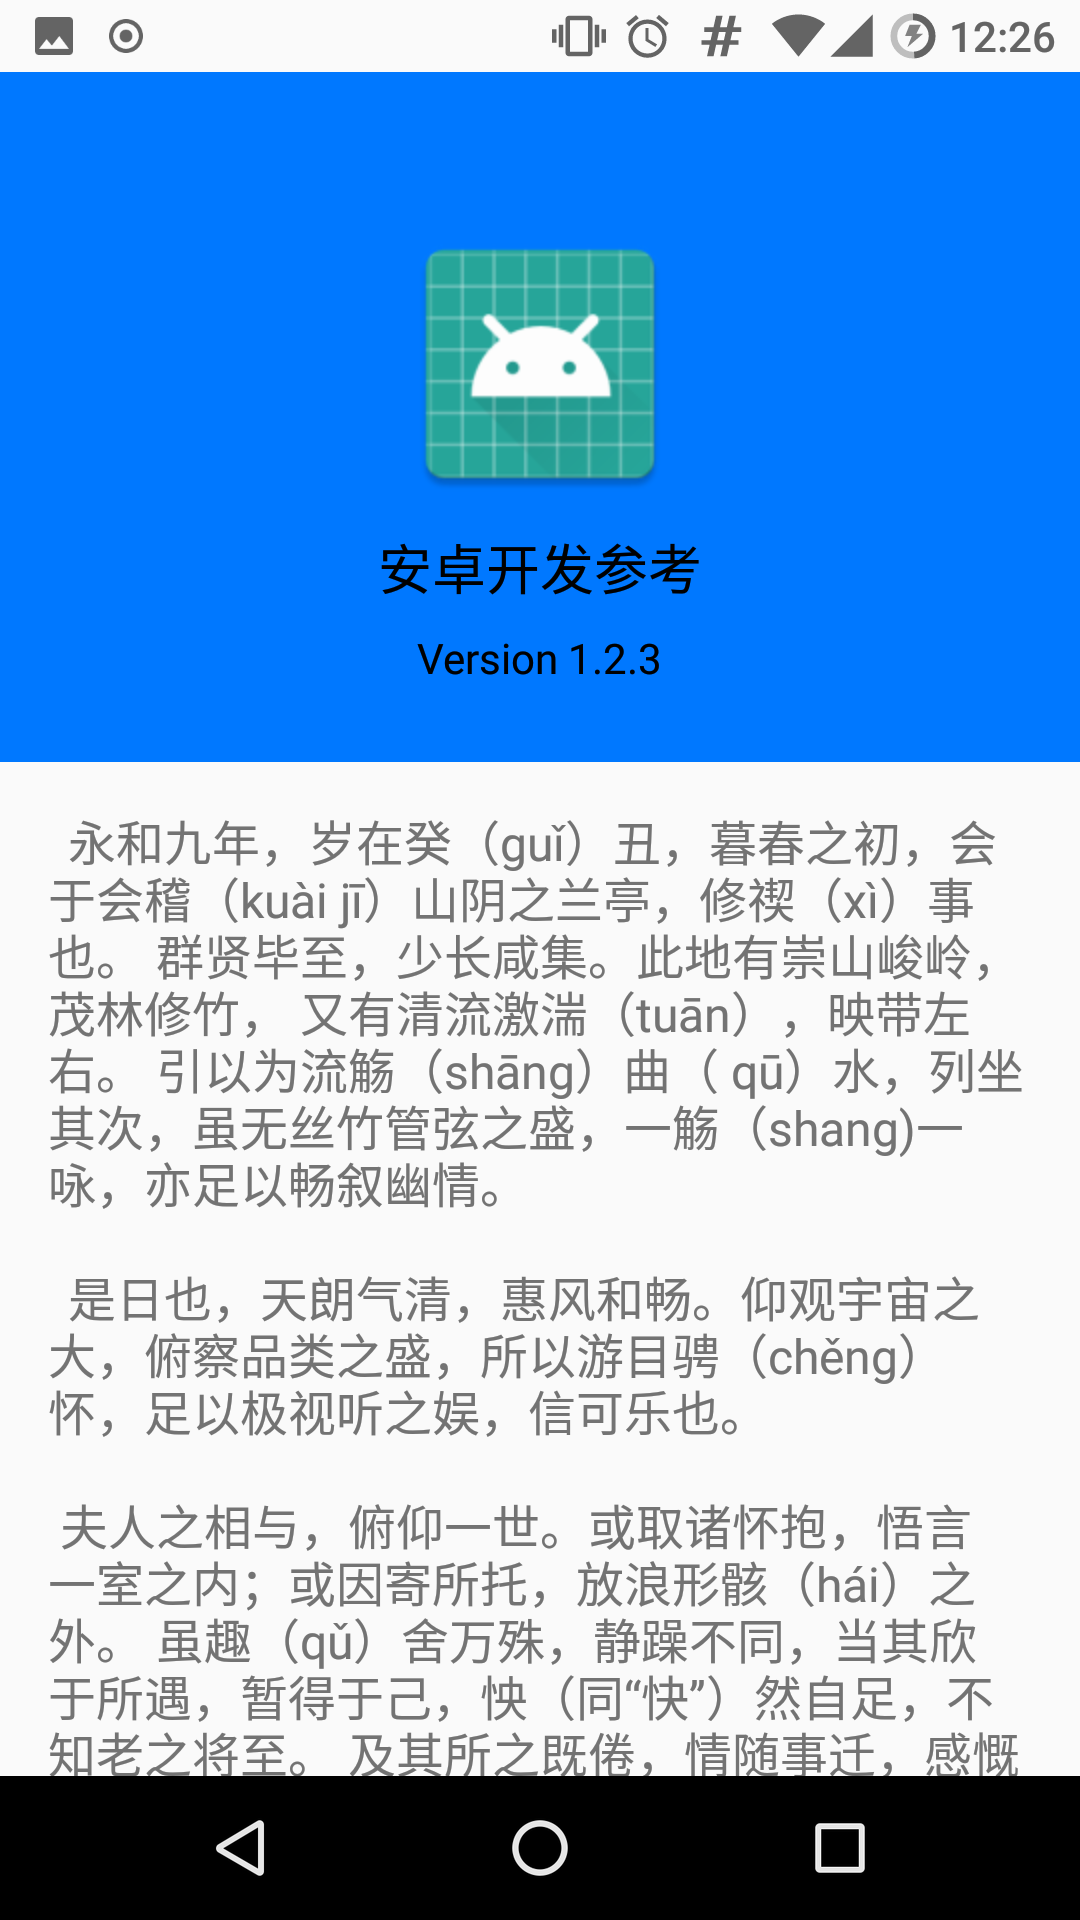 12:26
安卓开发参考
Version 1.2.3
永和九年，岁在癸（guǐ）丑，暮春之初，会
于会稽（kuài jī）山阴之兰亭，修禊（xì）事
也。 群贤毕至，少长咸集。此地有崇山峻岭，
茂林修竹， 又有清流激湍（tuān），映带左
右。 引以为流觞（shāng）曲（ qū）水，列坐
其次，虽无丝竹管弦之盛，一觞（shang)一
咏，亦足以畅叙幽情。
是日也，天朗气清，惠风和畅。仰观宇宙之
大，俯察品类之盛，所以游目骋（chěng）
怀，足以极视听之娱，信可乐也。
夫人之相与，俯仰一世。或取诸怀抱，悟言
一室之内；或因寄所托，放浪形骸（hái）之
外。 虽趣（qǔ）舍万殊，静躁不同，当其欣
于所遇，暂得于己，怏（同“快”）然自足，不
知老之将至。 及其所之既倦，情随事迁，感慨